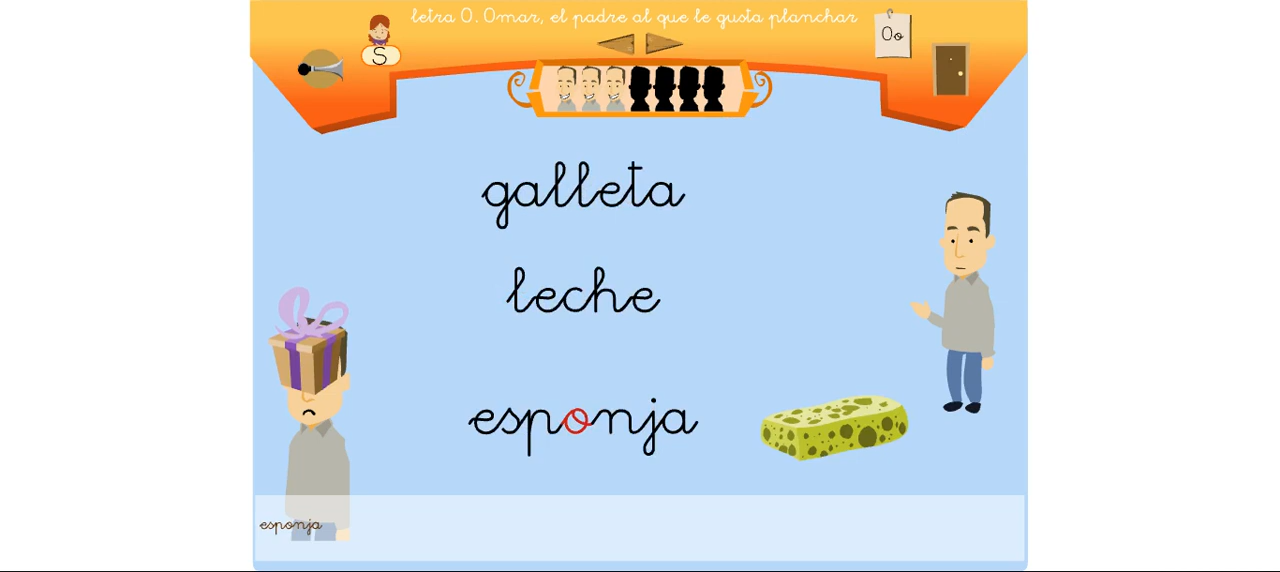 letra O. Omar, el padre al que le gusta planchar
S
Oo
galleta
leche
esponja
esponja